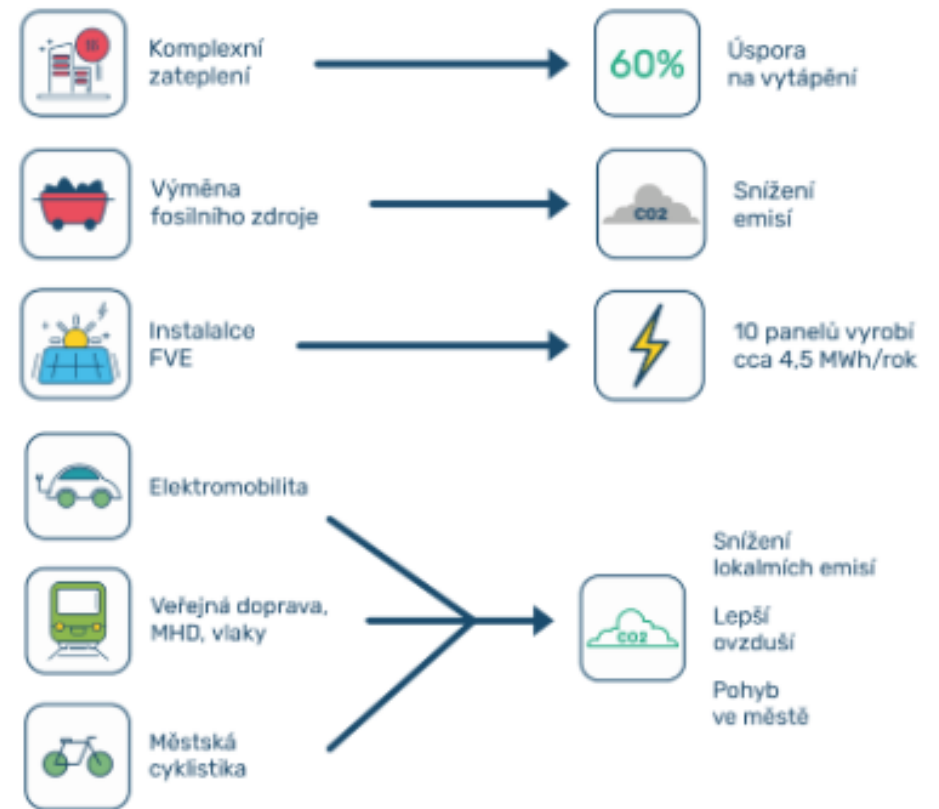 Komplexní
zateplení
60%
Úspora
na vytápění
Výměna
fosilního zdroje
CO2
Snížení
emisí
Instalalce
FVE
10 panelů vyrobí
cca 4,5 MWh/rok
Elektromobilita
Veřejná doprava,
MHD, vlaky
Městská
cyklistika
CO2
Snížení
lokalmích emisí
Lepší
ovzduší
Pohyb
ve městě